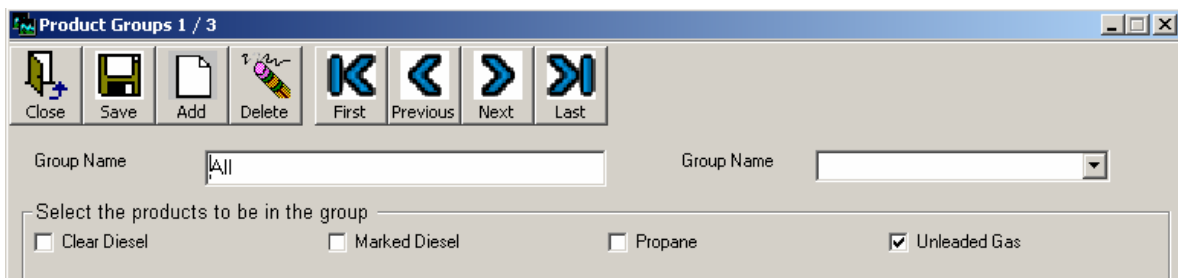 Product Groups 1 / 3
Close Save Add Delete First Previous Next Last
Group Name All Group Name
Select the products to be in the group
Clear Diesel Marked Diesel Propane Unleaded Gas